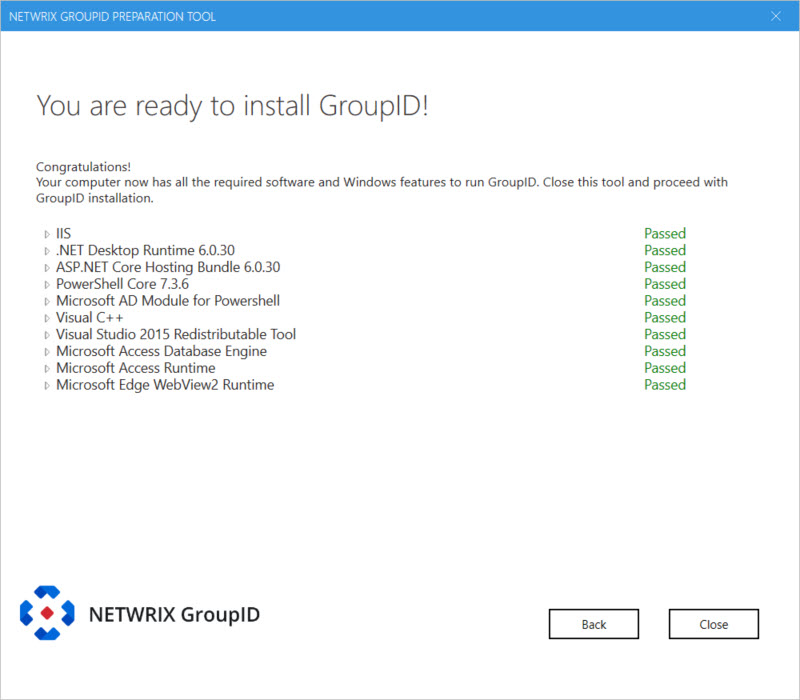 NETWRIX GROUPID PREPARATION TOOL
You are ready to install GroupID!
Congratulations!
Your computer now has all the required software and Windows features to run GroupID. Close this tool and proceed with
GroupID installation.
IIS Passed
.NET Desktop Runtime 6.0.30 Passed
ASP.NET Core Hosting Bundle 6.0.30 Passed
PowerShell Core 7.3.6 Passed
Microsoft AD Module for Powershell Passed
Visual C++ Passed
Visual Studio 2015 Redistributable Tool Passed
Microsoft Access Database Engine Passed
Microsoft Access Runtime Passed
Microsoft Edge WebView2 Runtime Passed
NETWRIX GroupID
Back Close